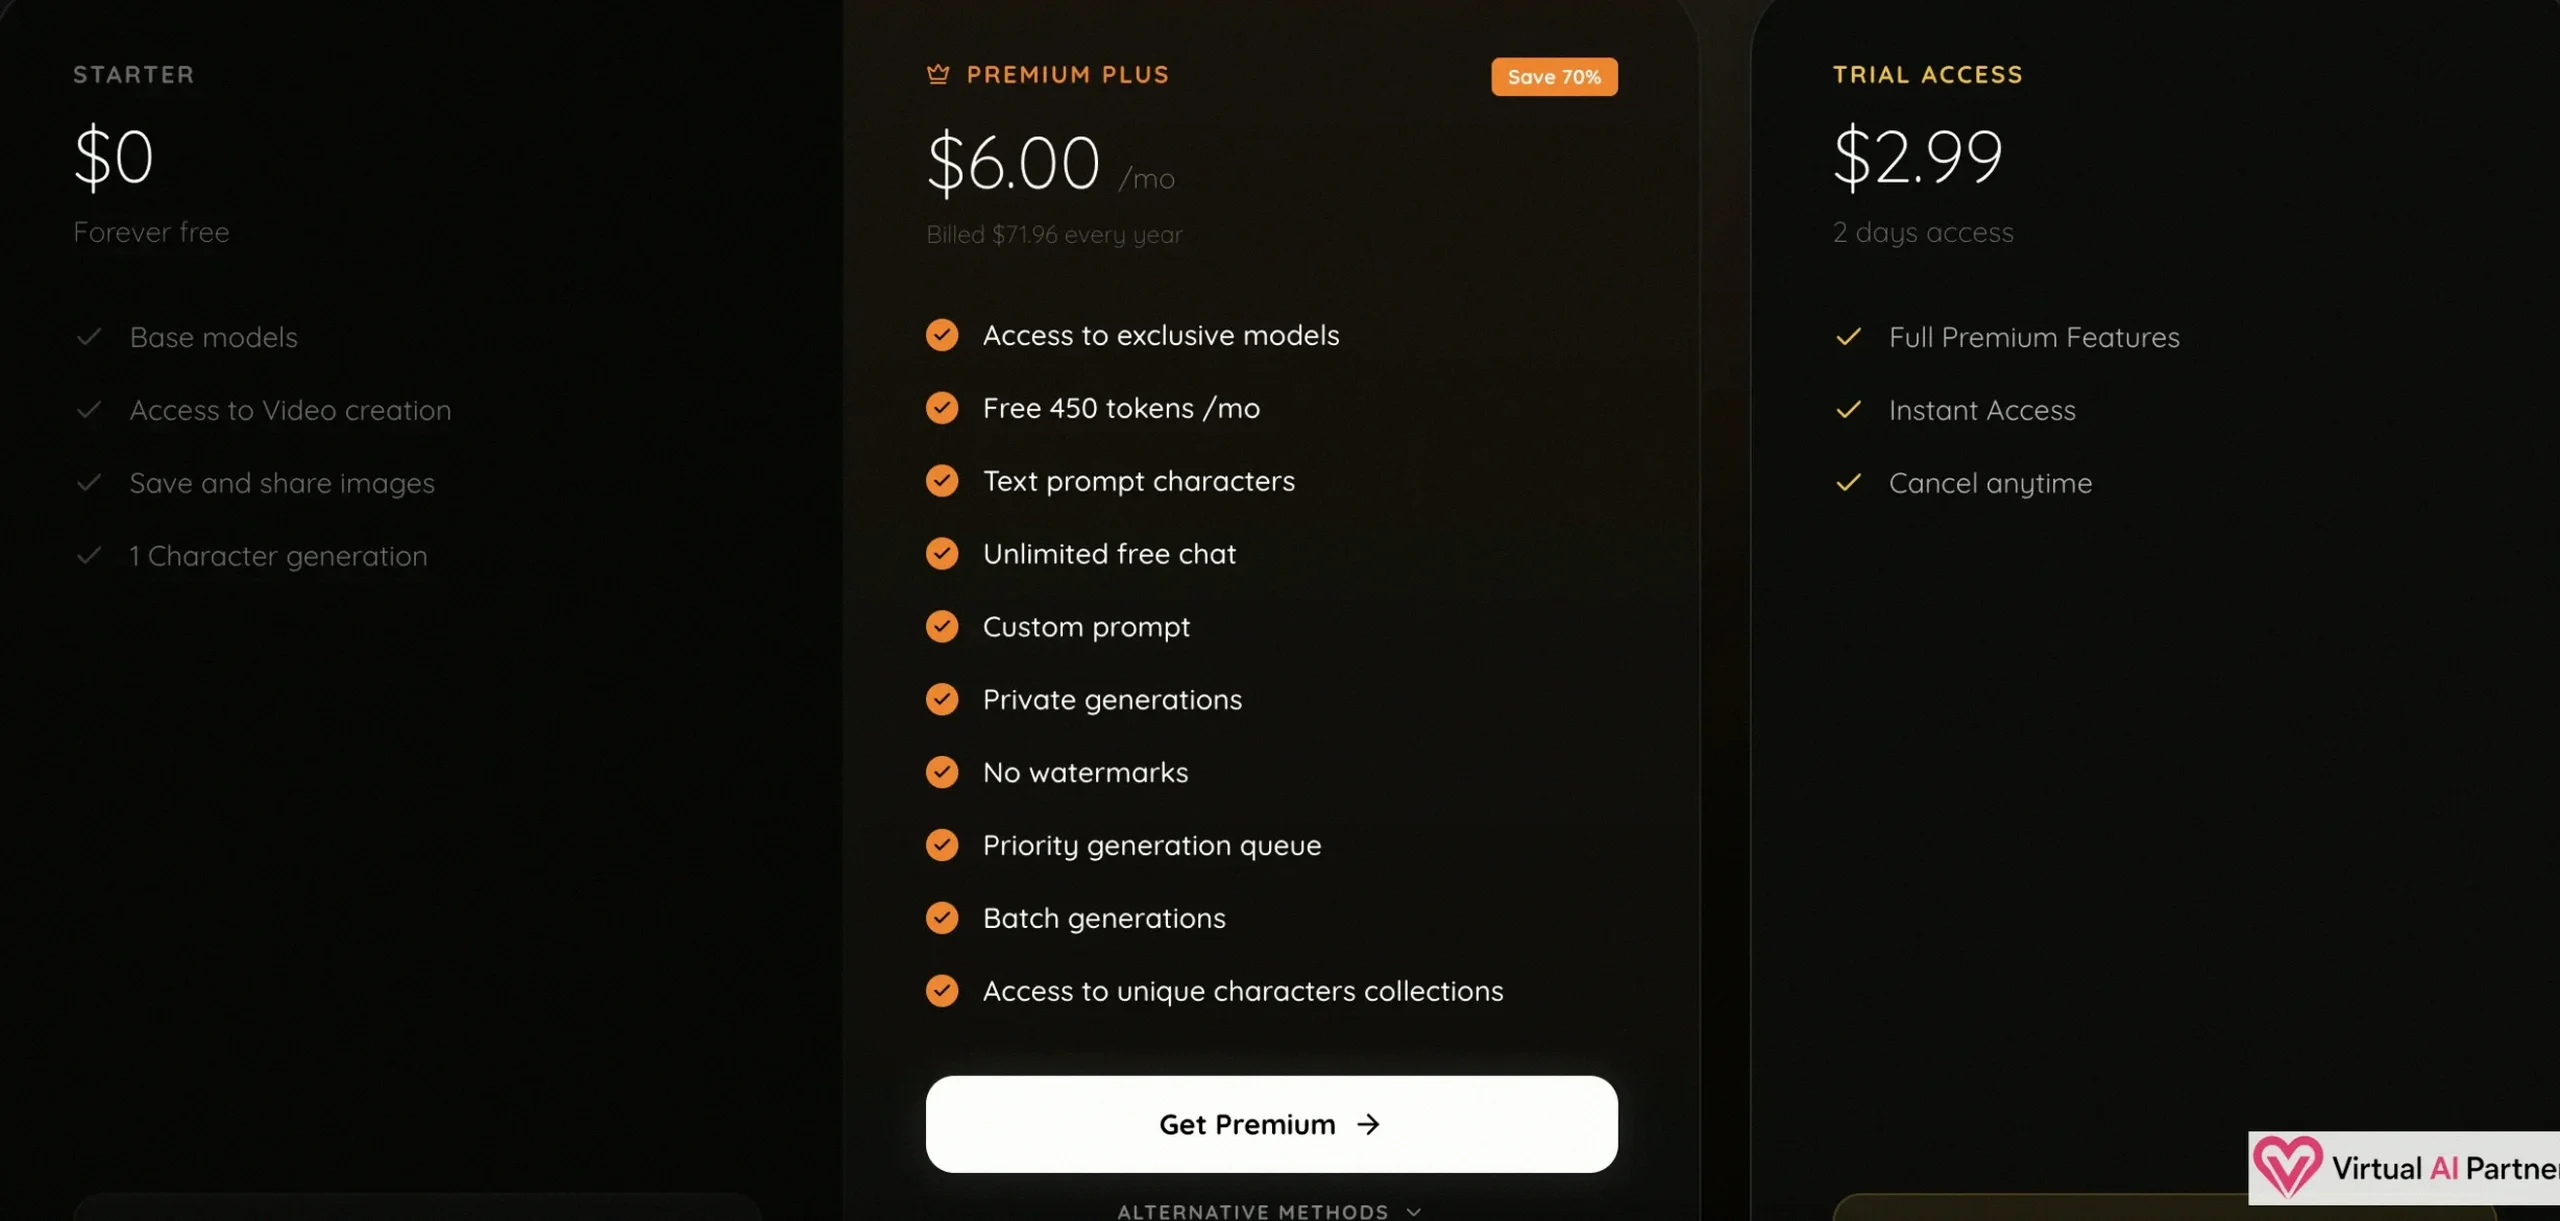 STARTER
$0
Forever free
Base models
Access to Video creation
Save and share images
1 Character generation
PREMIUM PLUS
Save 70%
$6.00 /mo
Billed $71.96 every year
Access to exclusive models
Free 450 tokens /mo
Text prompt characters
Unlimited free chat
Custom prompt
Private generations
No watermarks
Priority generation queue
Batch generations
Access to unique characters collections
Get Premium
ALTERNATIVE METHODS
TRIAL ACCESS
$2.99
2 days access
Full Premium Features
Instant Access
Cancel anytime
Virtual AI Partne